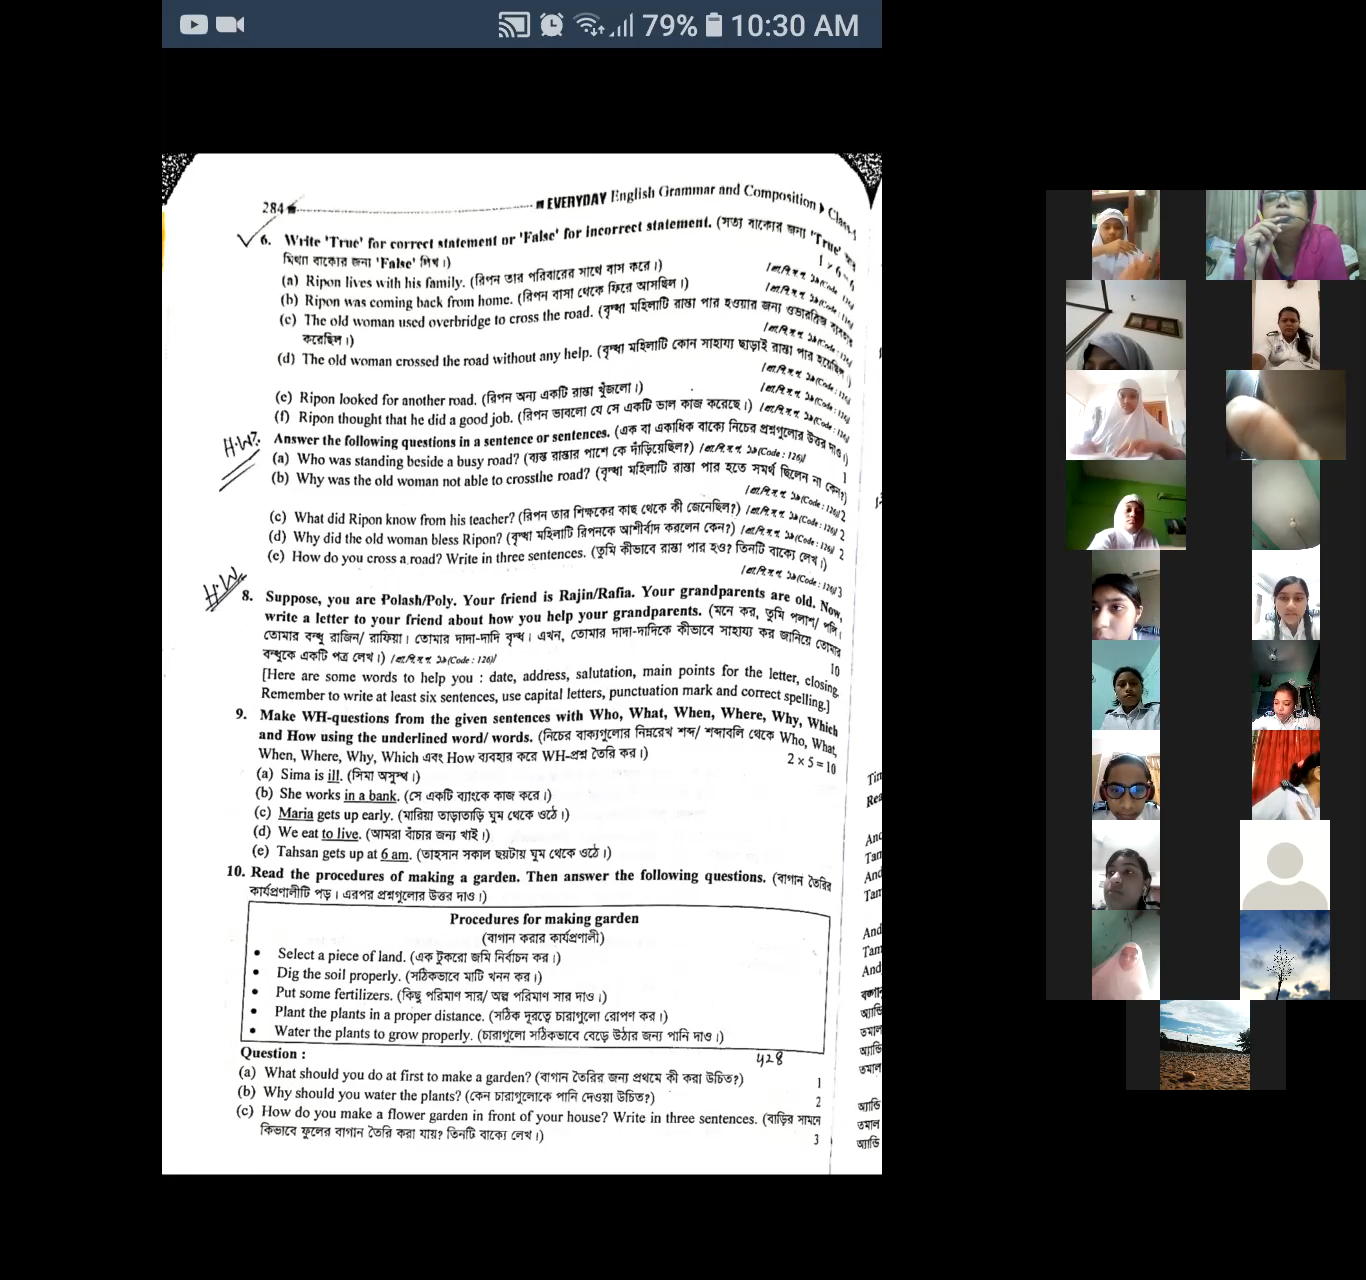 79% 10:30 AM
284 EVERYDAY English Grammar and Composition Class-5
6. Write 'True' for correct statement or 'False' for incorrect statement. (সত্য বাক্যের জন্য 'True' আর
মিথ্যা বাক্যের জন্য 'False' লিখ।) 1 × 6 = 6
(a) Ripon lives with his family. (রিপন তার পরিবারের সাথে বাস করে।)
(b) Ripon was coming back from home. (রিপন বাসা থেকে ফিরে আসছিল।)
(c) The old woman used overbridge to cross the road. (বৃদ্ধা মহিলাটি রাস্তা পার হওয়ার জন্য ওভারব্রিজ ব্যবহার
করেছিল।)
(d) The old woman crossed the road without any help. (বৃদ্ধা মহিলাটি কোন সাহায্য ছাড়াই রাস্তা পার হয়েছিল।)
(e) Ripon looked for another road. (রিপন অন্য একটি রাস্তা খুঁজলো।)
(f) Ripon thought that he did a good job. (রিপন ভাবলো যে সে একটি ভাল কাজ করেছে।)
H.W 7. Answer the following questions in a sentence or sentences. (এক বা একাধিক বাক্যে নিচের প্রশ্নগুলোর উত্তর দাও।)
(a) Who was standing beside a busy road? (ব্যস্ত রাস্তার পাশে কে দাঁড়িয়েছিল?) 1
(b) Why was the old woman not able to crossthe road? (বৃদ্ধা মহিলাটি রাস্তা পার হতে সমর্থ ছিলেন না কেন?)
2
(c) What did Ripon know from his teacher? (রিপন তার শিক্ষকের কাছ থেকে কী জেনেছিল?) 2
(d) Why did the old woman bless Ripon? (বৃদ্ধা মহিলাটি রিপনকে আশীর্বাদ করলেন কেন?) 2
(e) How do you cross a road? Write in three sentences. (তুমি কীভাবে রাস্তা পার হও? তিনটি বাক্যে লেখ।)
3
H.W
8. Suppose, you are Polash/Poly. Your friend is Rajin/Rafia. Your grandparents are old. Now,
write a letter to your friend about how you help your grandparents. (মনে কর, তুমি পলাশ/ পলি।
তোমার বন্ধু রাজিন/ রাফিয়া। তোমার দাদা-দাদি বৃদ্ধ। এখন, তোমার দাদা-দাদিকে কীভাবে সাহায্য কর জানিয়ে তোমার
বন্ধুকে একটি পত্র লেখ।) 10
[Here are some words to help you : date, address, salutation, main points for the letter, closing.
Remember to write at least six sentences, use capital letters, punctuation mark and correct spelling.]
9. Make WH-questions from the given sentences with Who, What, When, Where, Why, Which
and How using the underlined word/ words. (নিচের বাক্যগুলোর নিম্নরেখ শব্দ/ শব্দাবলি থেকে Who, What,
When, Where, Why, Which এবং How ব্যবহার করে WH-প্রশ্ন তৈরি কর।) 2 × 5 = 10
(a) Sima is ill. (সিমা অসুস্থ।)
(b) She works in a bank. (সে একটি ব্যাংকে কাজ করে।)
(c) Maria gets up early. (মারিয়া তাড়াতাড়ি ঘুম থেকে ওঠে।)
(d) We eat to live. (আমরা বাঁচার জন্য খাই।)
(e) Tahsan gets up at 6 am. (তাহসান সকাল ছয়টায় ঘুম থেকে ওঠে।)
10. Read the procedures of making a garden. Then answer the following questions. (বাগান তৈরির
কার্যপ্রণালীটি পড়। এরপর প্রশ্নগুলোর উত্তর দাও।)
Procedures for making garden
(বাগান করার কার্যপ্রণালী)
• Select a piece of land. (এক টুকরো জমি নির্বাচন কর।)
• Dig the soil properly. (সঠিকভাবে মাটি খনন কর।)
• Put some fertilizers. (কিছু পরিমাণ সার/ অল্প পরিমাণ সার দাও।)
• Plant the plants in a proper distance. (সঠিক দূরত্বে চারাগুলো রোপণ কর।)
• Water the plants to grow properly. (চারাগুলো সঠিকভাবে বেড়ে উঠার জন্য পানি দাও।)
Question :
(a) What should you do at first to make a garden? (বাগান তৈরির জন্য প্রথমে কী করা উচিত?) 1
(b) Why should you water the plants? (কেন চারাগুলোকে পানি দেওয়া উচিত?) 2
(c) How do you make a flower garden in front of your house? Write in three sentences. (বাড়ির সামনে
কিভাবে ফুলের বাগান তৈরি করা যায়? তিনটি বাক্যে লেখ।) 3